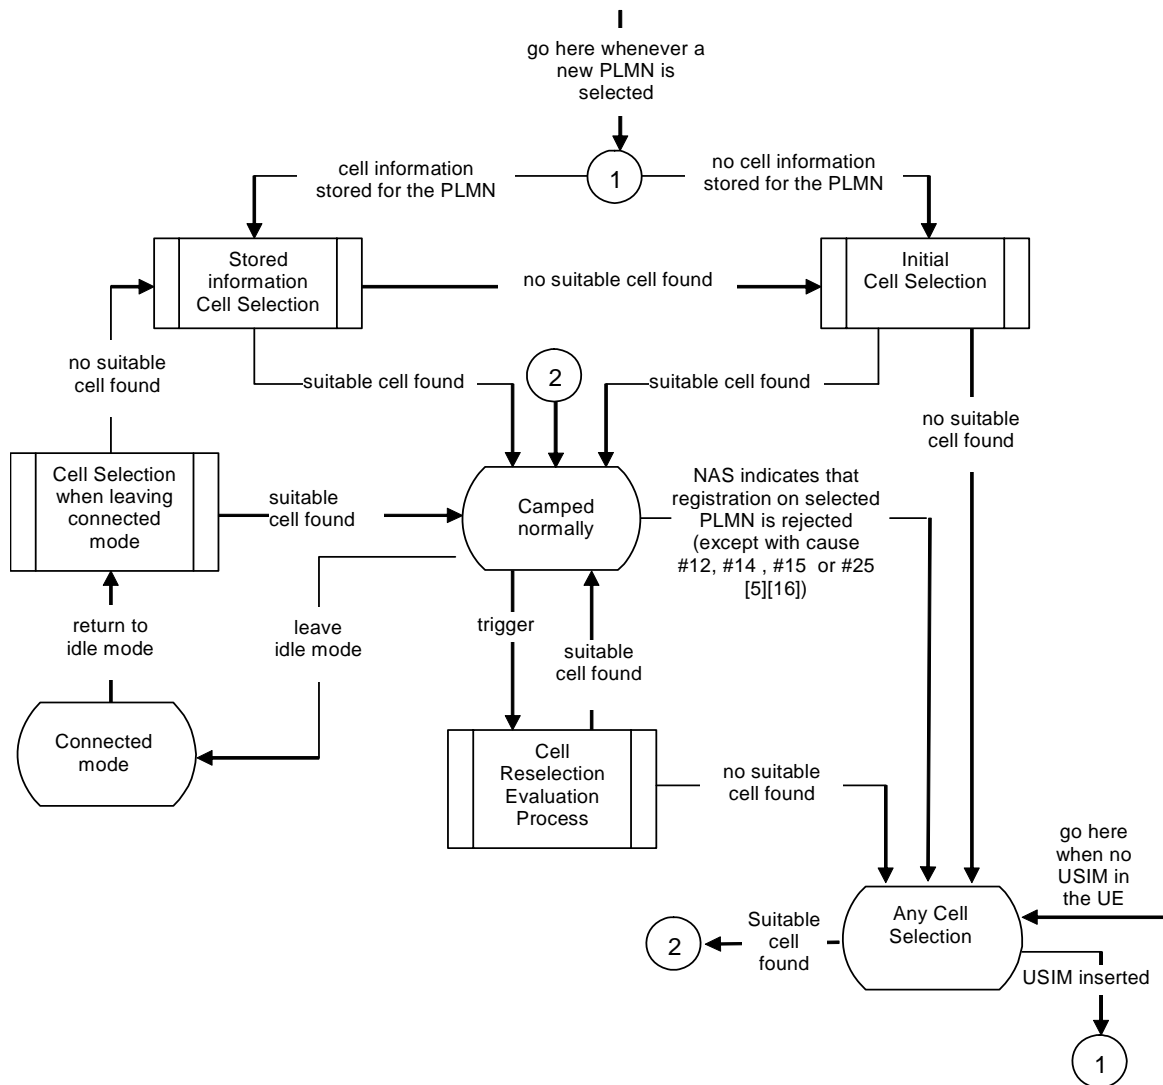 go here whenever a
new PLMN is
selected
cell information
stored for the PLMN
1
no cell information
stored for the PLMN
Stored
information
Cell Selection
no suitable cell found
Initial
Cell Selection
no suitable
cell found
suitable cell found
2
suitable cell found
no suitable
cell found
Cell Selection
when leaving
connected
mode
suitable
cell found
Camped
normally
NAS indicates that
registration on selected
PLMN is rejected
(except with cause
#12, #14 , #15  or #25
[5][16])
return to
idle mode
leave
idle mode
trigger
suitable
cell found
Connected
mode
Cell
Reselection
Evaluation
Process
no suitable
cell found
go here
when no
USIM in
the UE
2
Suitable
cell
found
Any Cell
Selection
USIM inserted
1